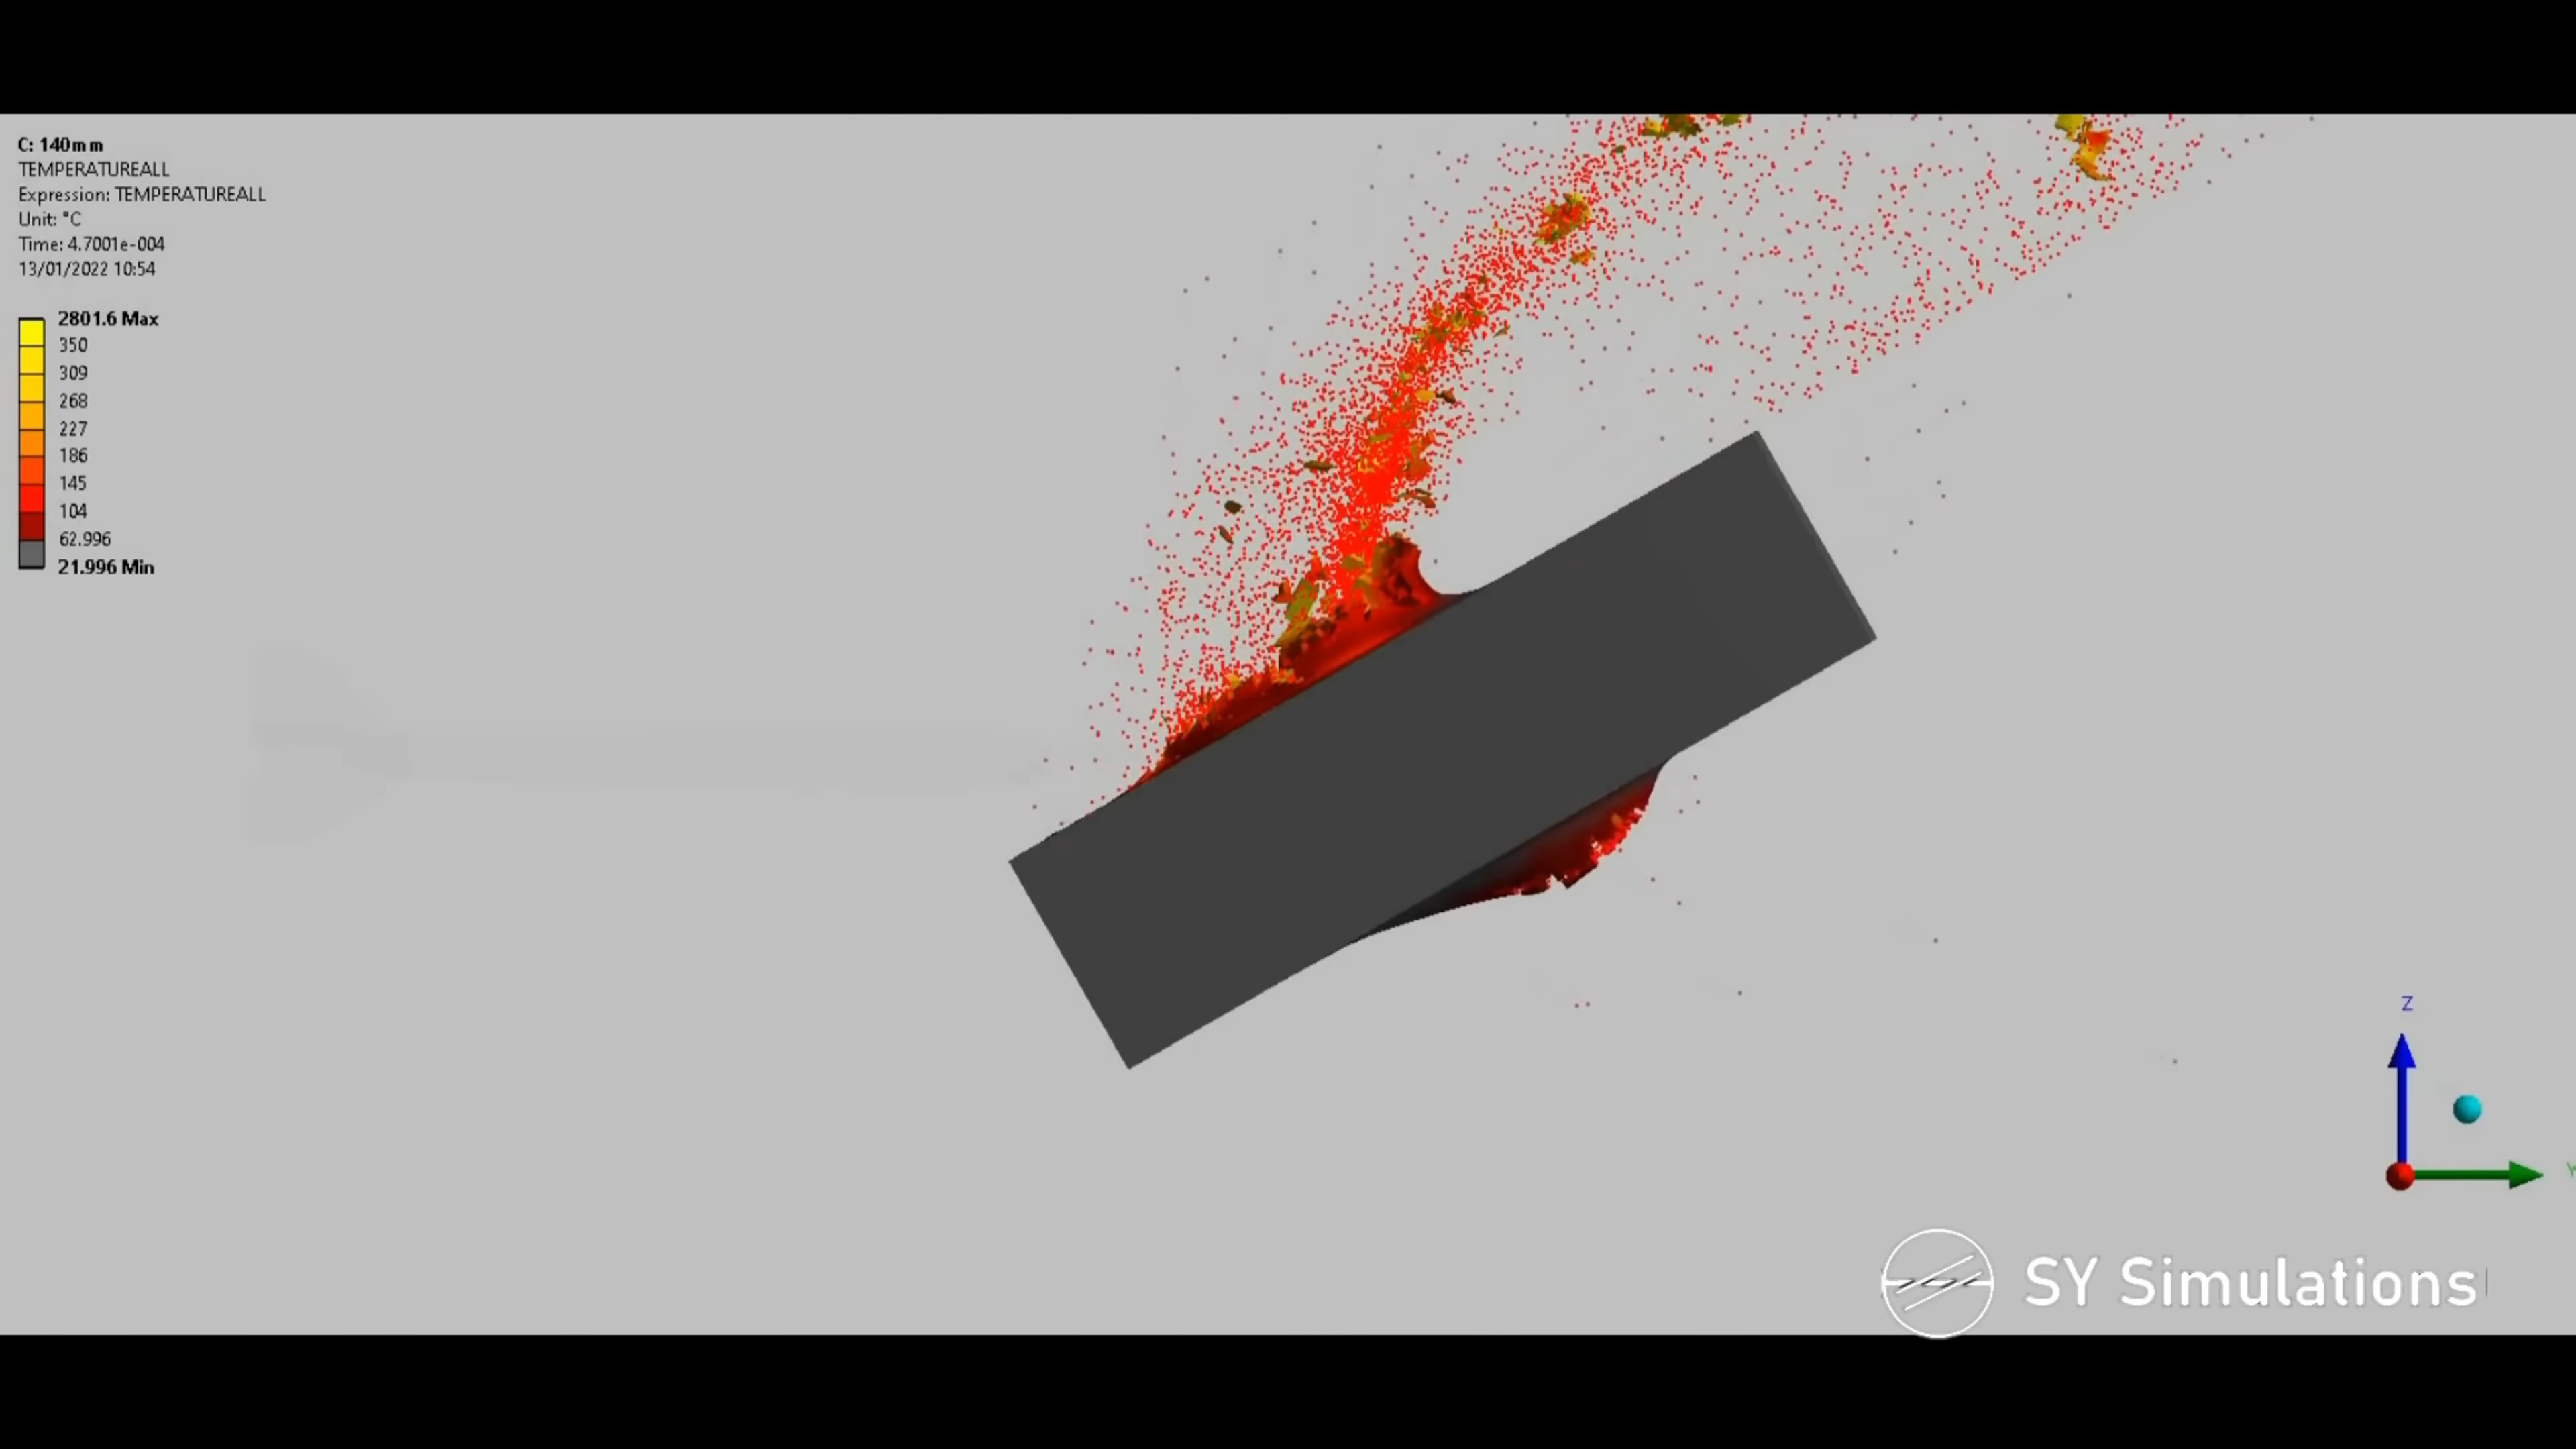 C: 140mm
TEMPERATUREALL
Expression: TEMPERATUREALL
Unit: °C
Time: 4.7001e-004
13/01/2022 10:54
2801.6 Max
350
309
268
227
186
145
104
62.996
21.996 Min
Z
Y
SY Simulations